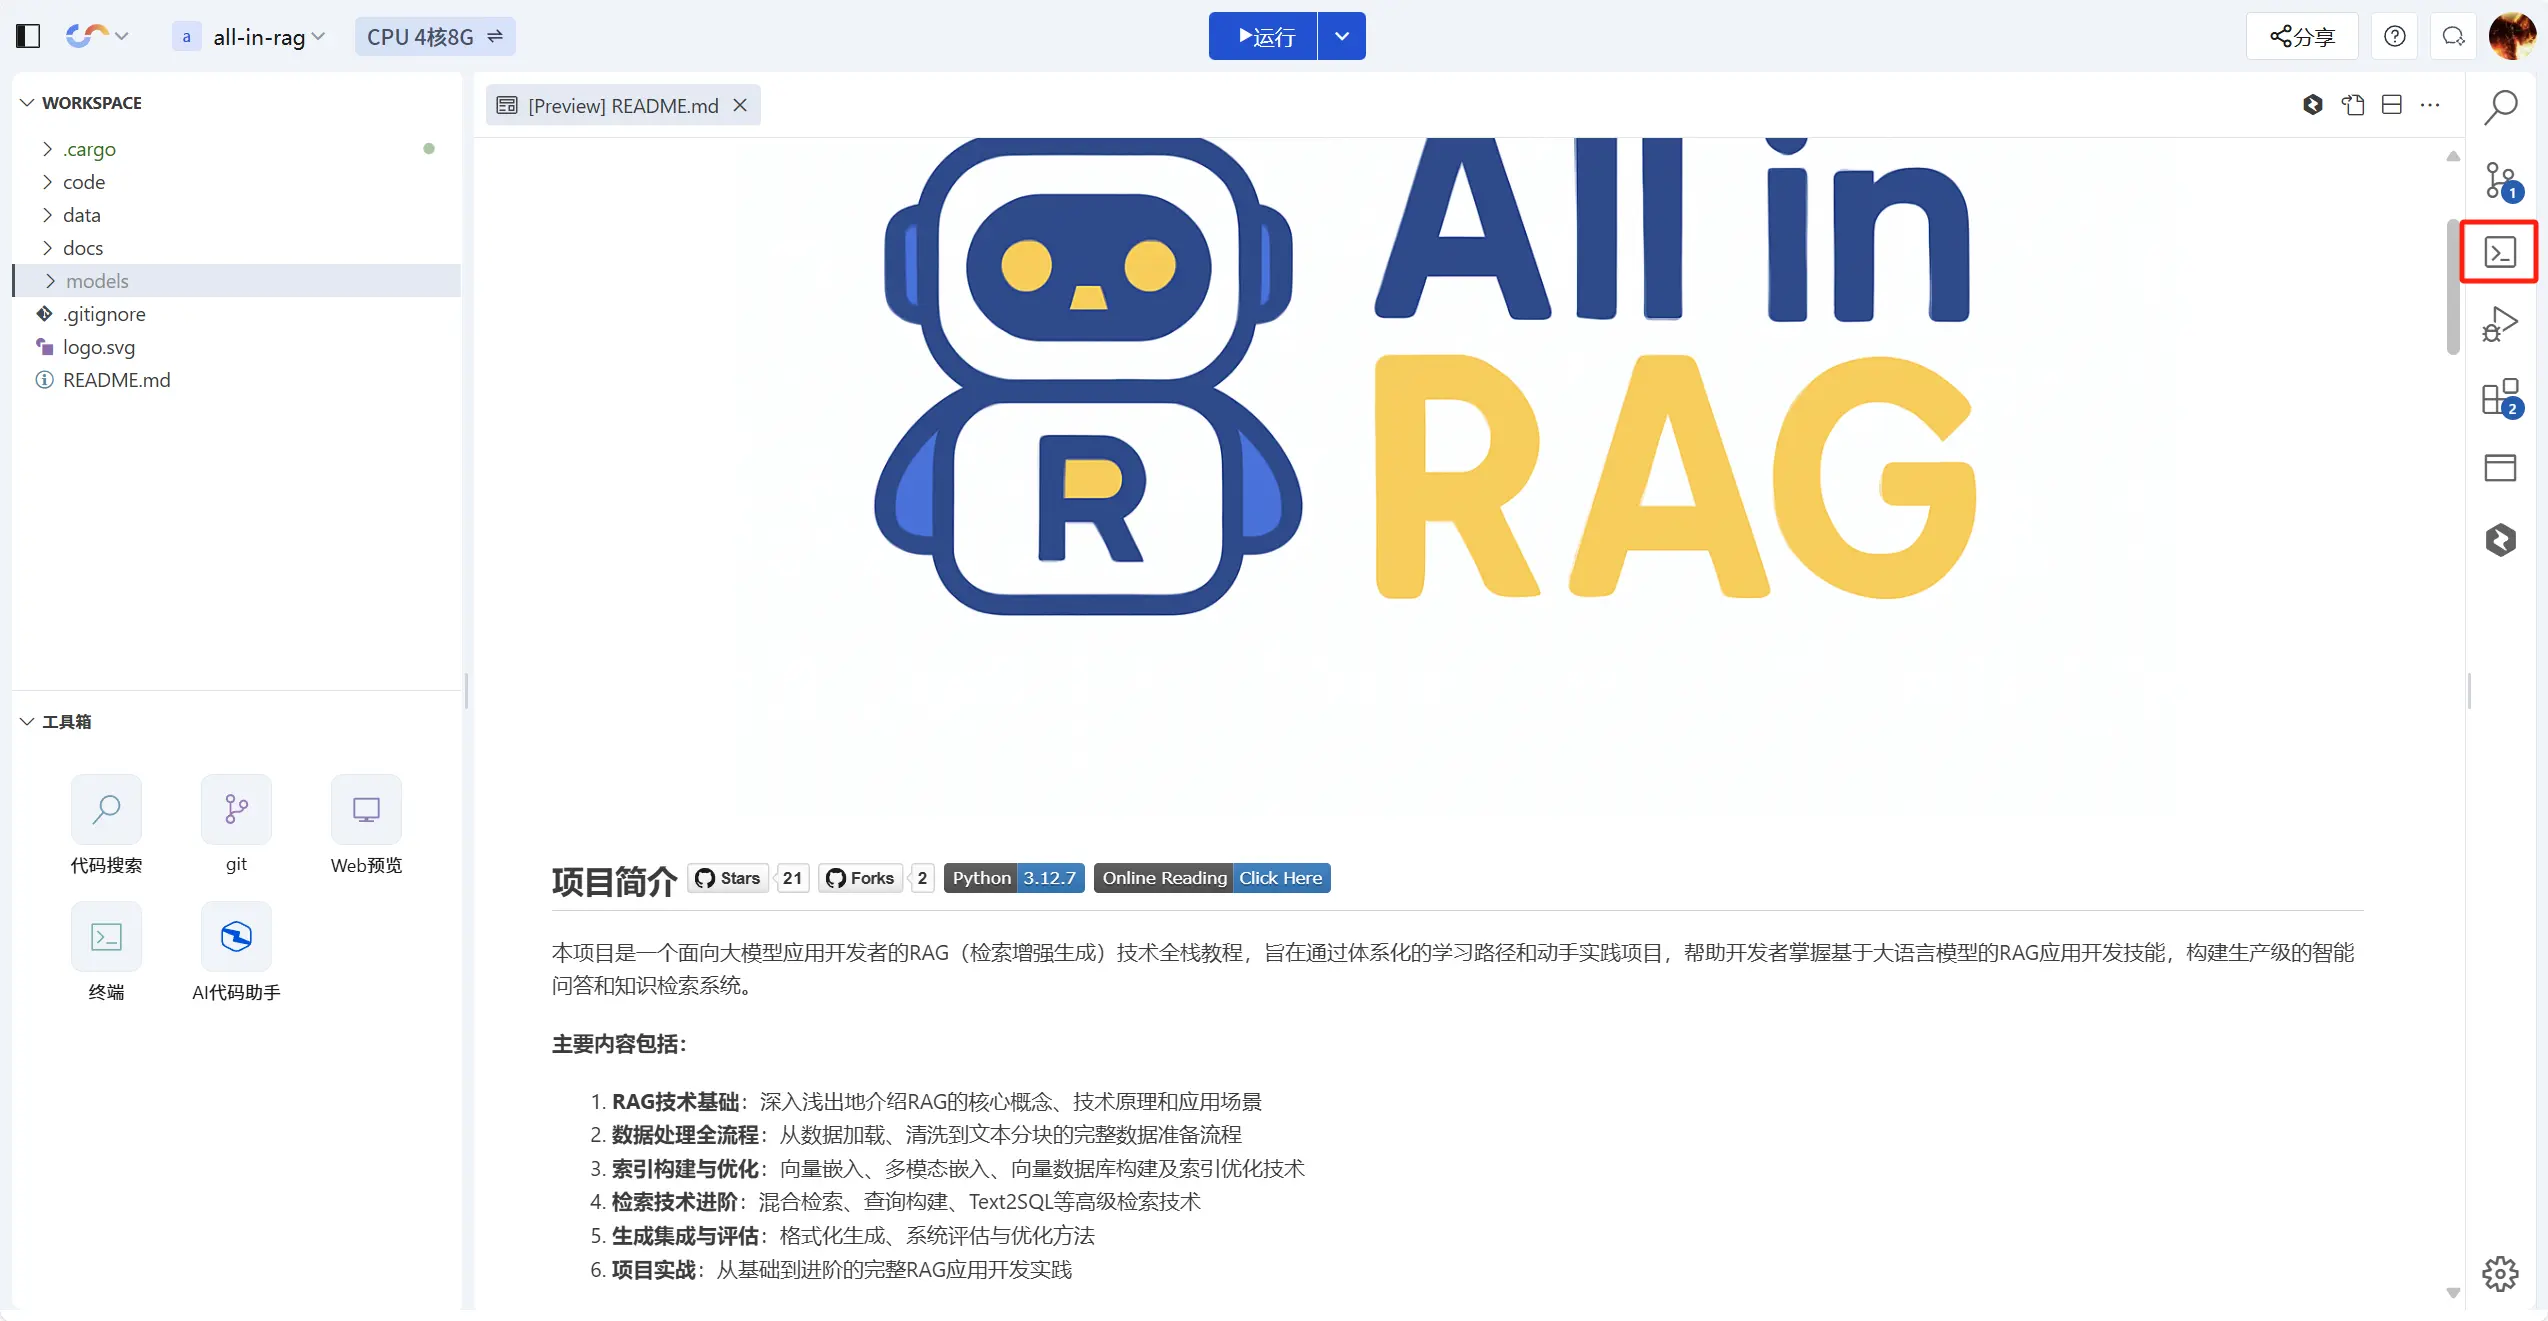 a all-in-rag CPU 4核8G
运行
分享
WORKSPACE
.cargo
code
data
docs
models
.gitignore
logo.svg
README.md
工具箱
代码搜索 git Web预览
终端 AI代码助手
[Preview] README.md
1
2
All in
RAG
R
项目简介 Stars 21 Forks 2 Python 3.12.7 Online Reading Click Here
本项目是一个面向大模型应用开发者的RAG（检索增强生成）技术全栈教程，旨在通过体系化的学习路径和动手实践项目，帮助开发者掌握基于大语言模型的RAG应用开发技能，构建生产级的智能
问答和知识检索系统。
主要内容包括：
1. RAG技术基础：深入浅出地介绍RAG的核心概念、技术原理和应用场景
2. 数据处理全流程：从数据加载、清洗到文本分块的完整数据准备流程
3. 索引构建与优化：向量嵌入、多模态嵌入、向量数据库构建及索引优化技术
4. 检索技术进阶：混合检索、查询构建、Text2SQL等高级检索技术
5. 生成集成与评估：格式化生成、系统评估与优化方法
6. 项目实战：从基础到进阶的完整RAG应用开发实践